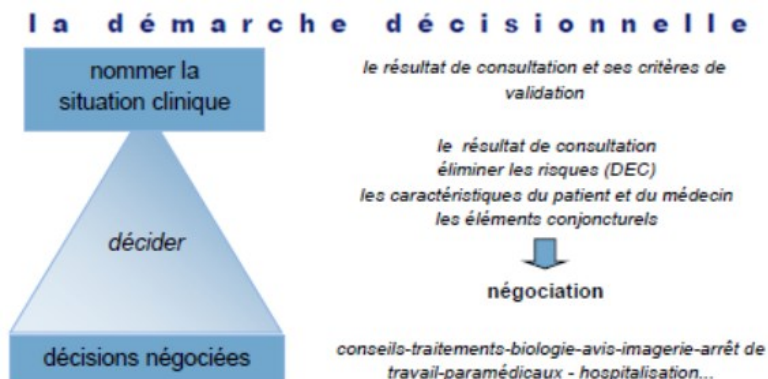 la démarche décisionnelle
nommer la
situation clinique
le résultat de consultation et ses critères de
validation
le résultat de consultation
éliminer les risques (DEC)
les caractéristiques du patient et du médecin
les éléments conjoncturels
décider
négociation
décisions négociées
conseils-traitements-biologie-avis-imagerie-arrêt de
travail-paramédicaux - hospitalisation...